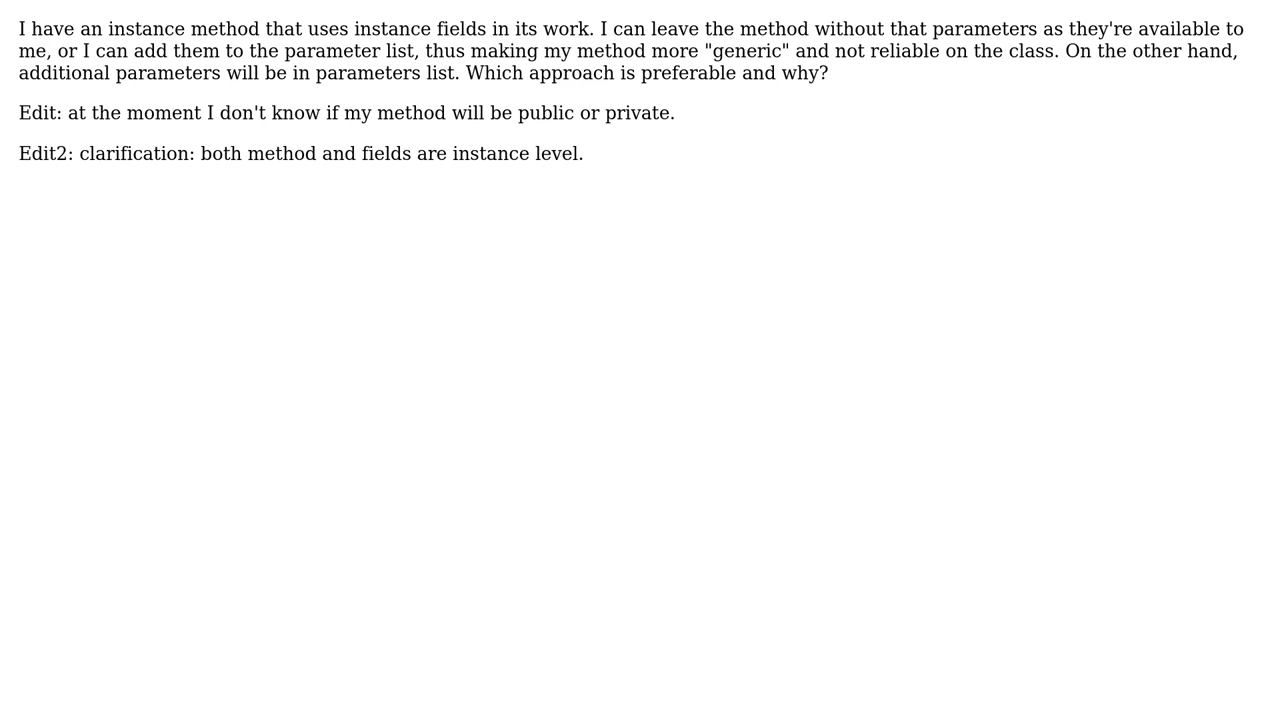 I have an instance method that uses instance fields in its work. I can leave the method without that parameters as they're available to
me, or I can add them to the parameter list, thus making my method more "generic" and not reliable on the class. On the other hand,
additional parameters will be in parameters list. Which approach is preferable and why?
Edit: at the moment I don't know if my method will be public or private.
Edit2: clarification: both method and fields are instance level.